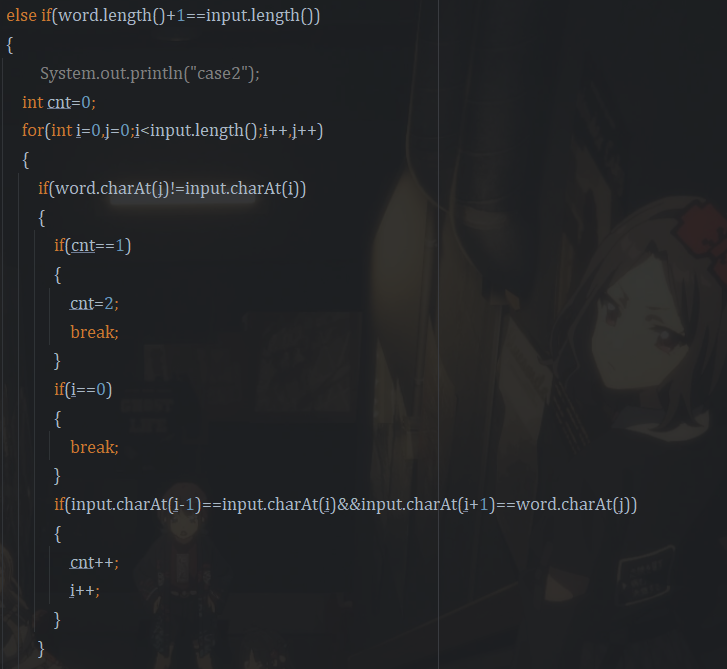 else if(word.length()+1==input.length())
{
System.out.println("case2");
int cnt=0;
for(int i=0,j=0;i<input.length();i++,j++)
{
if(word.charAt(j)!=input.charAt(i))
{
if(cnt==1)
{
cnt=2;
break;
}
if(i==0)
{
break;
}
if(input.charAt(i-1)==input.charAt(i)&&input.charAt(i+1)==word.charAt(j))
{
cnt++;
i++;
}
}